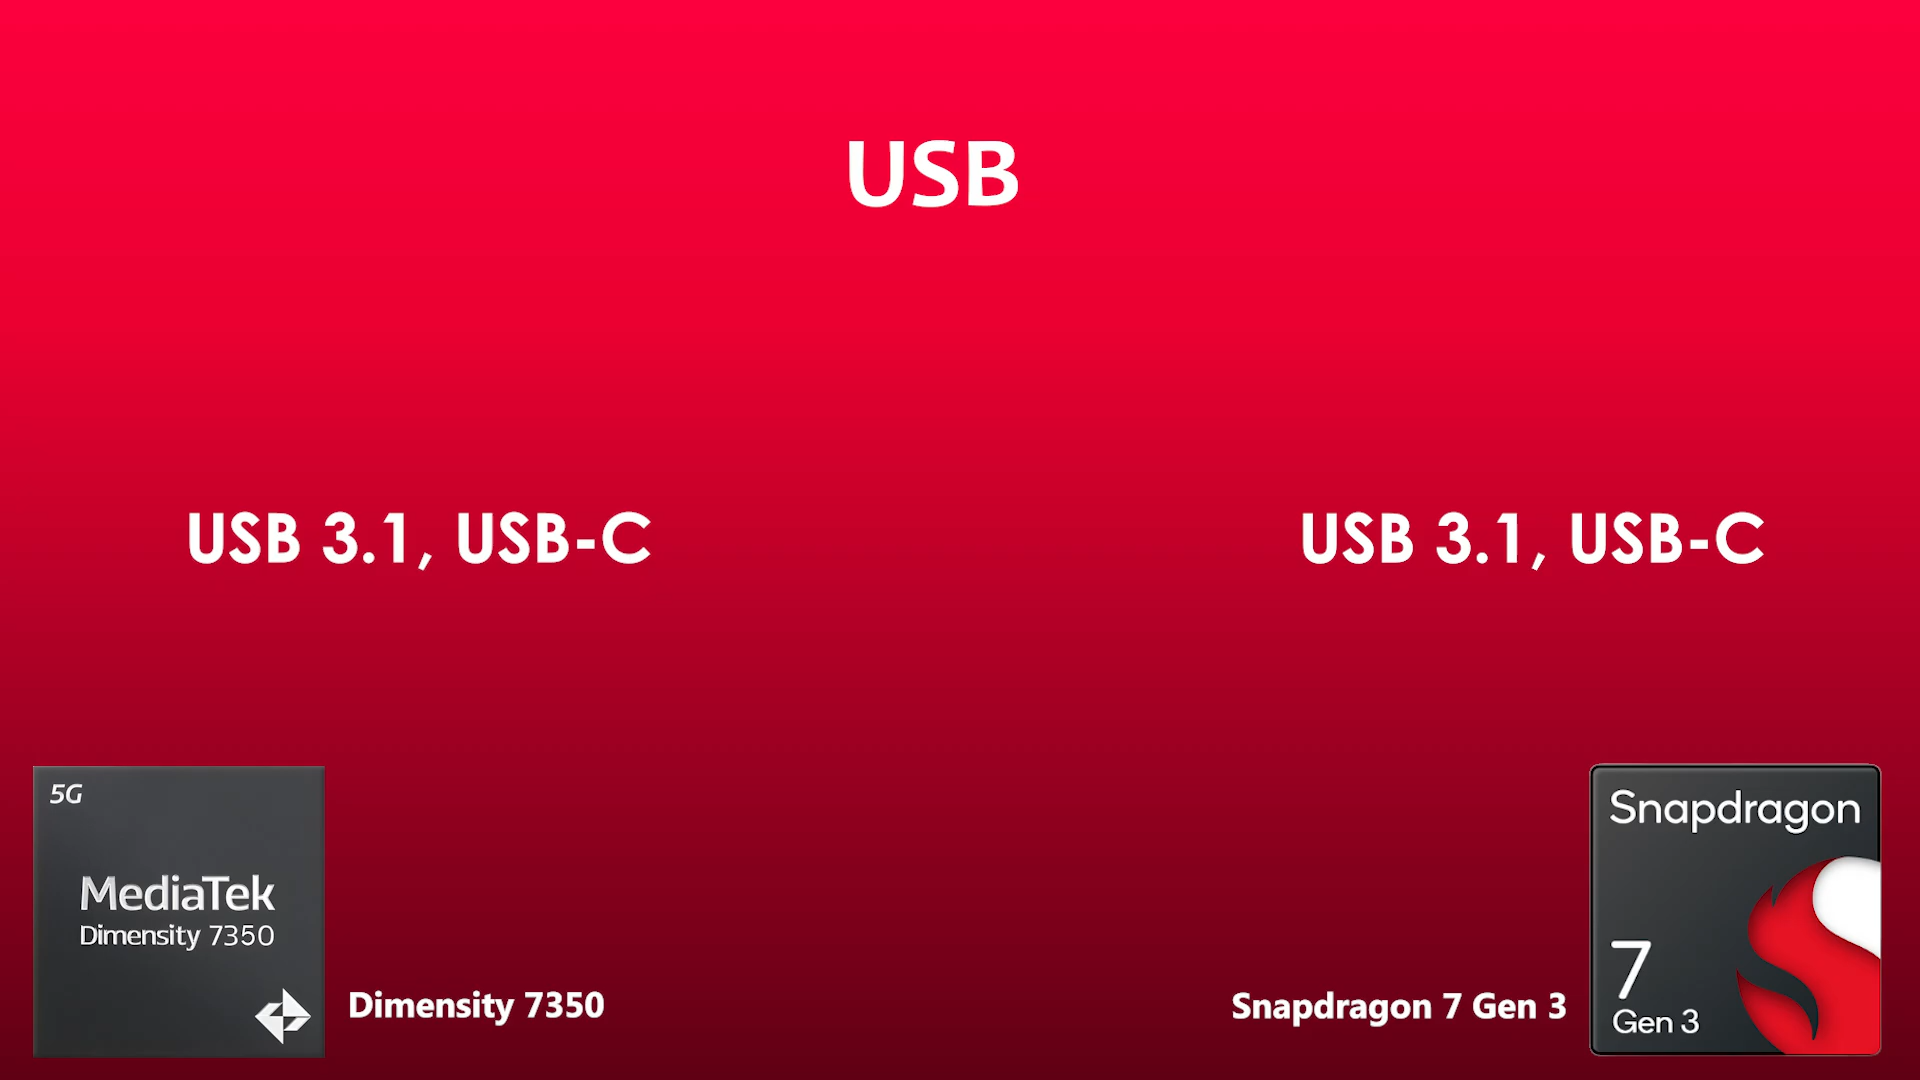 USB
USB 3.1, USB-C
USB 3.1, USB-C
5G
MediaTek
Dimensity 7350
Dimensity 7350
Snapdragon 7 Gen 3
Snapdragon
7
Gen 3